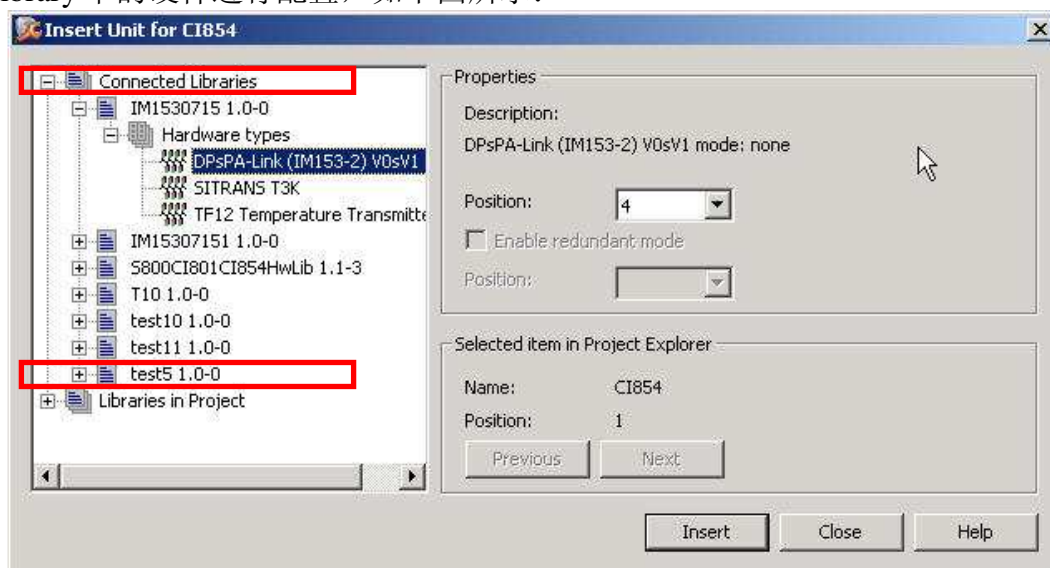 Insert Unit for CI854
Connected Libraries
IM1530715 1.0-0
Hardware types
DPsPA-Link (IM153-2) V0sV1
SITRANS T3K
TF12 Temperature Transmitte
IM15307151 1.0-0
S800CI801CI854HwLib 1.1-3
T10 1.0-0
test10 1.0-0
test11 1.0-0
test5 1.0-0
Libraries in Project
Properties
Description:
DPsPA-Link (IM153-2) V0sV1 mode: none
Position:
4
Enable redundant mode
Position:
Selected item in Project Explorer
Name: CI854
Position: 1
Previous Next
Insert Close Help